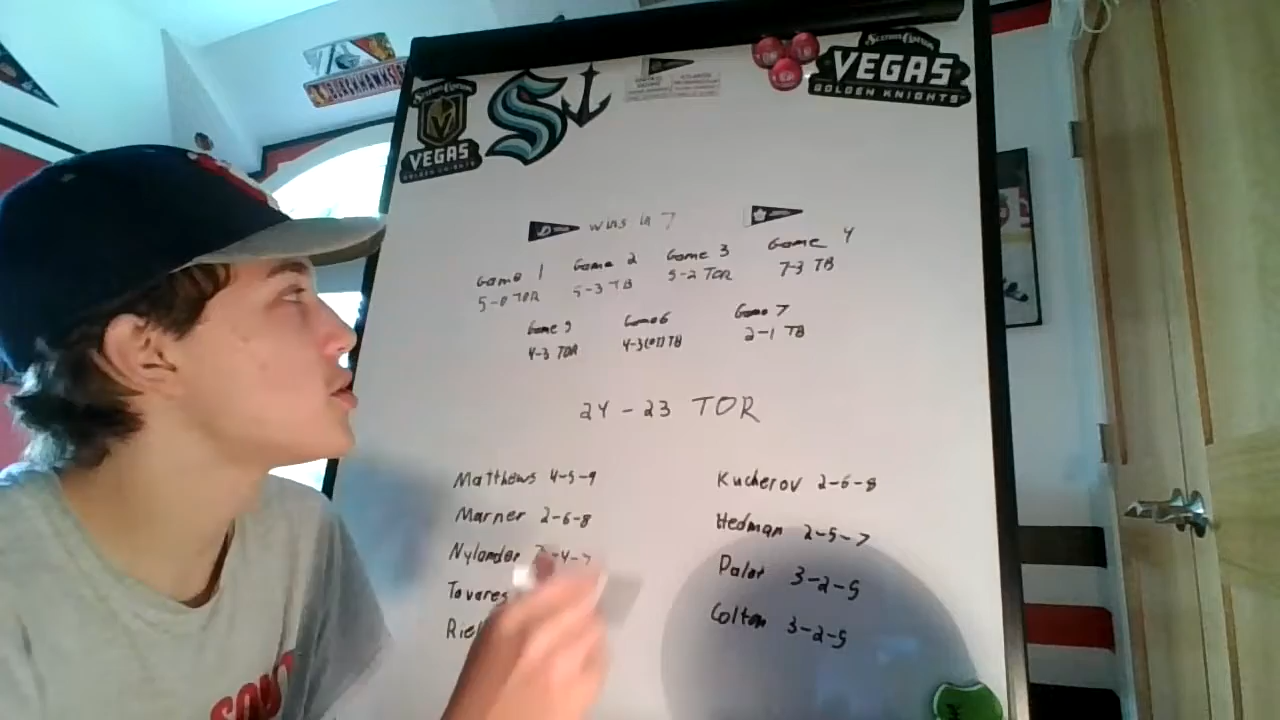 BLACKHAWKS
VEGAS
VEGAS
GOLDEN KNIGHTS
wins in 7
Game 1 Game 2 Game 3 Game 4
5-0 TOR 5-3 TB 5-2 TOR 7-3 TB
Game 5 Game 6 Game 7
4-3 TOR 4-3 (OT) TB 2-1 TB
24 - 23 TOR
Matthews 4-5-9 Kucherov 2-6-8
Marner 2-6-8 Hedman 2-5-7
Nylander Palat 3-2-5
Tavares Colton 3-2-5